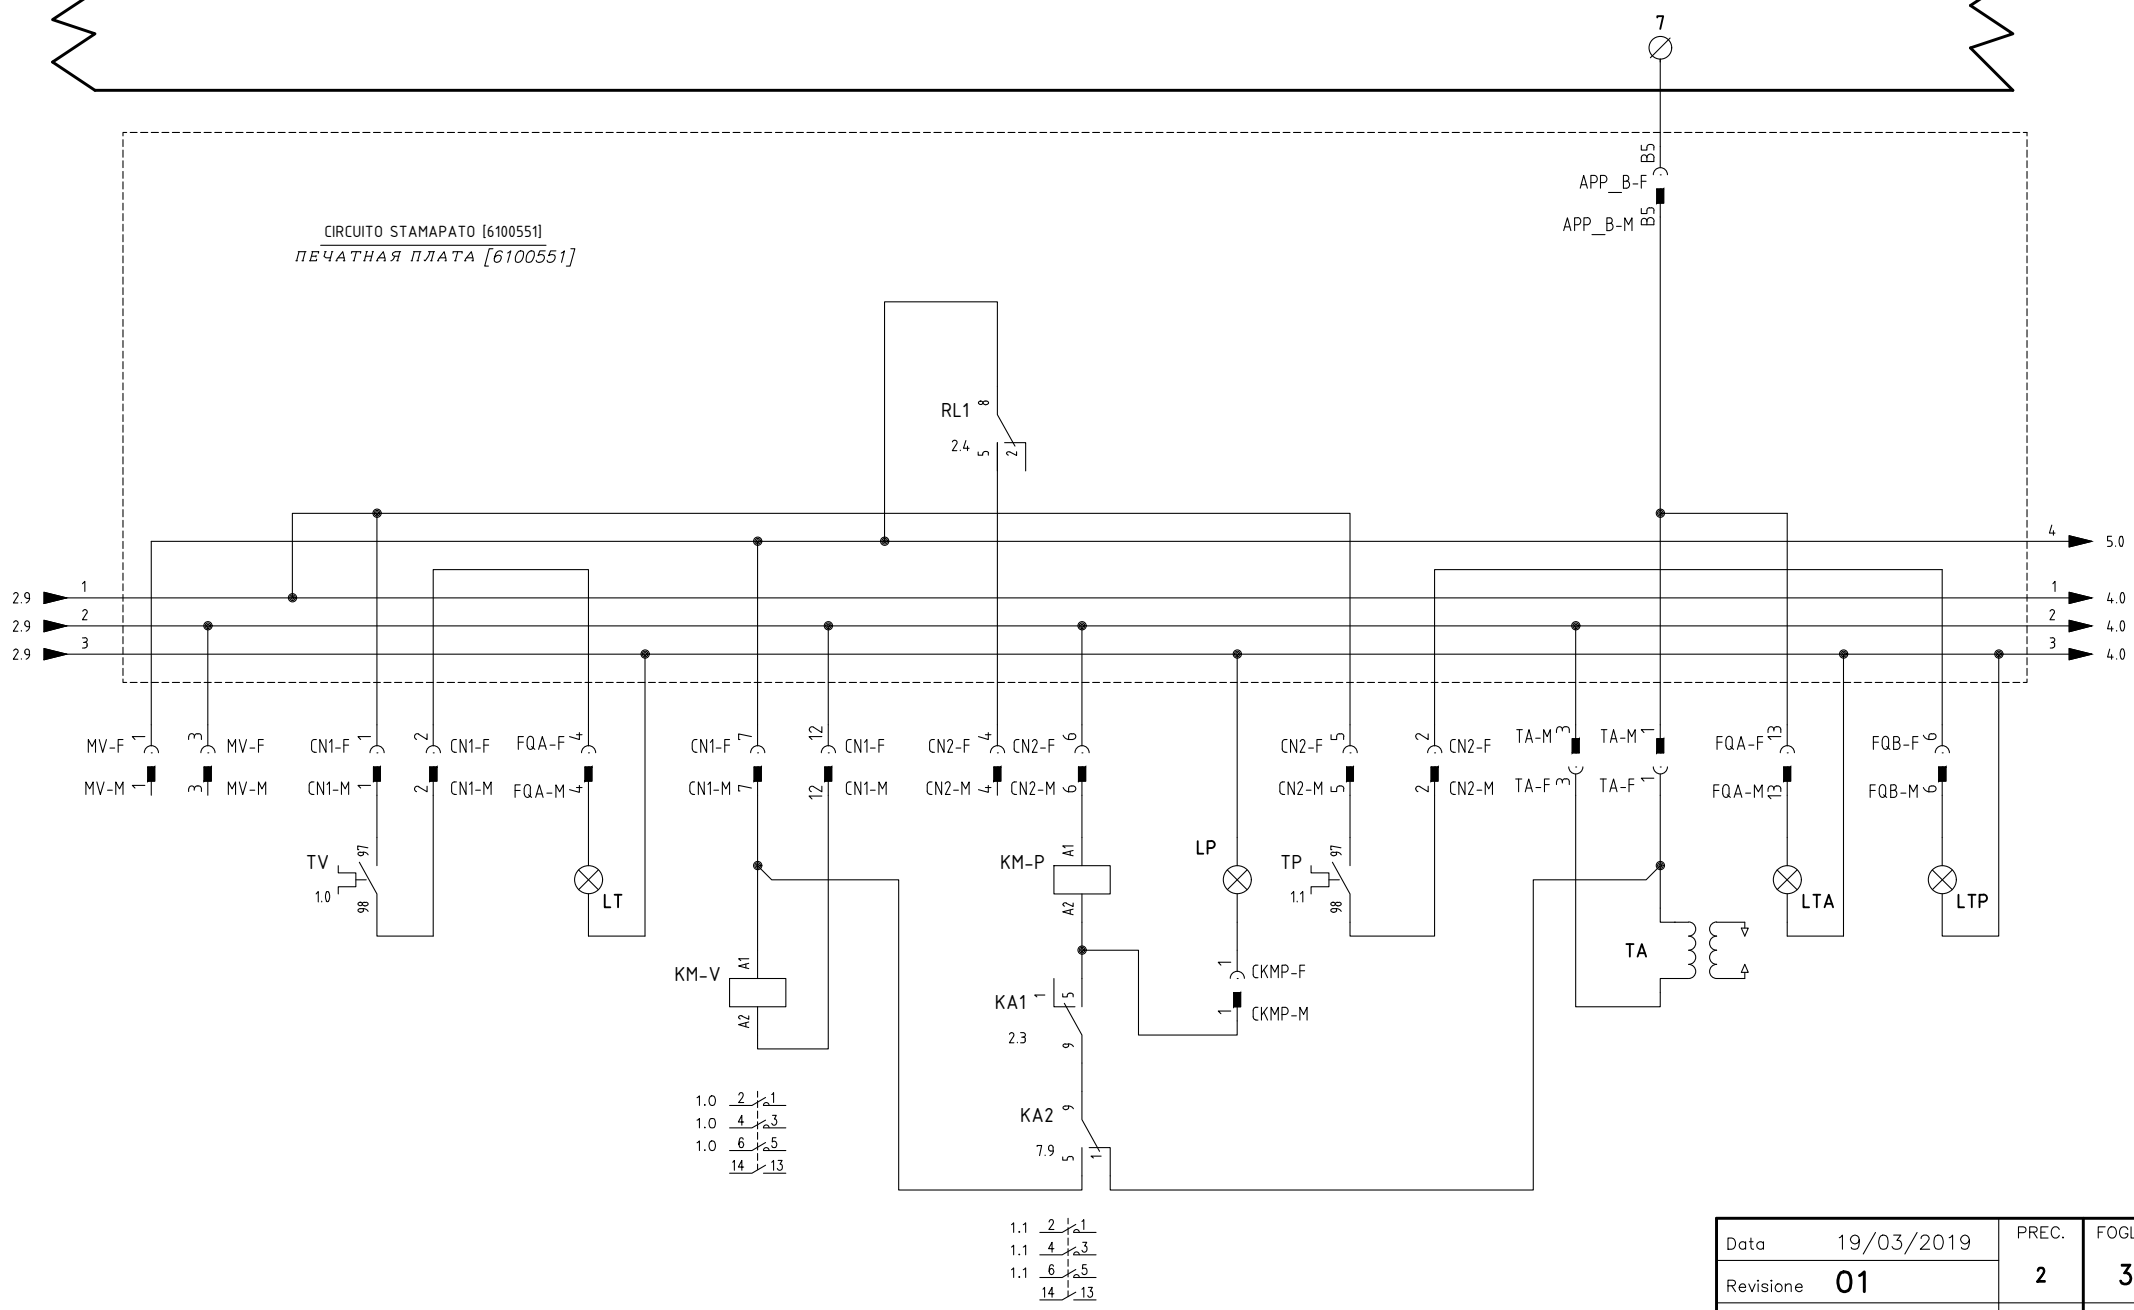 7
B5
APP_B-F
APP_B-M
B5
CIRCUITO STAMAPATO [6100551]
ПЕЧАТНАЯ ПЛАТА [6100551]
RL1
8
2.4
5
2
4
5.0
2.9
1
1
4.0
2.9
2
2
4.0
2.9
3
3
4.0
MV-F 1
3 MV-F
CN1-F 1
2 CN1-F
FQA-F 4
CN1-F 7
12 CN1-F
CN2-F 4
CN2-F 6
CN2-F 5
2 CN2-F
TA-M 3
TA-M 1
FQA-F 13
FQB-F 6
MV-M 1
3 MV-M
CN1-M 1
2 CN1-M
FQA-M 4
CN1-M 7
12 CN1-M
CN2-M 4
CN2-M 6
CN2-M 5
2 CN2-M
TA-F 3
TA-F 1
FQA-M 13
FQB-M 6
TV
97
1.0
98
LT
KM-P
A1
A2
LP
TP
97
1.1
98
LTA
LTP
TA
KM-V
A1
A2
1 CKMP-F
1 CKMP-M
KA1
1
5
2.3
9
KA2
9
7.9
5
1
1.0 2 1
1.0 4 3
1.0 6 5
14 13
1.1 2 1
1.1 4 3
1.1 6 5
14 13
Data 19/03/2019
PREC.
2
3
Revisione 01